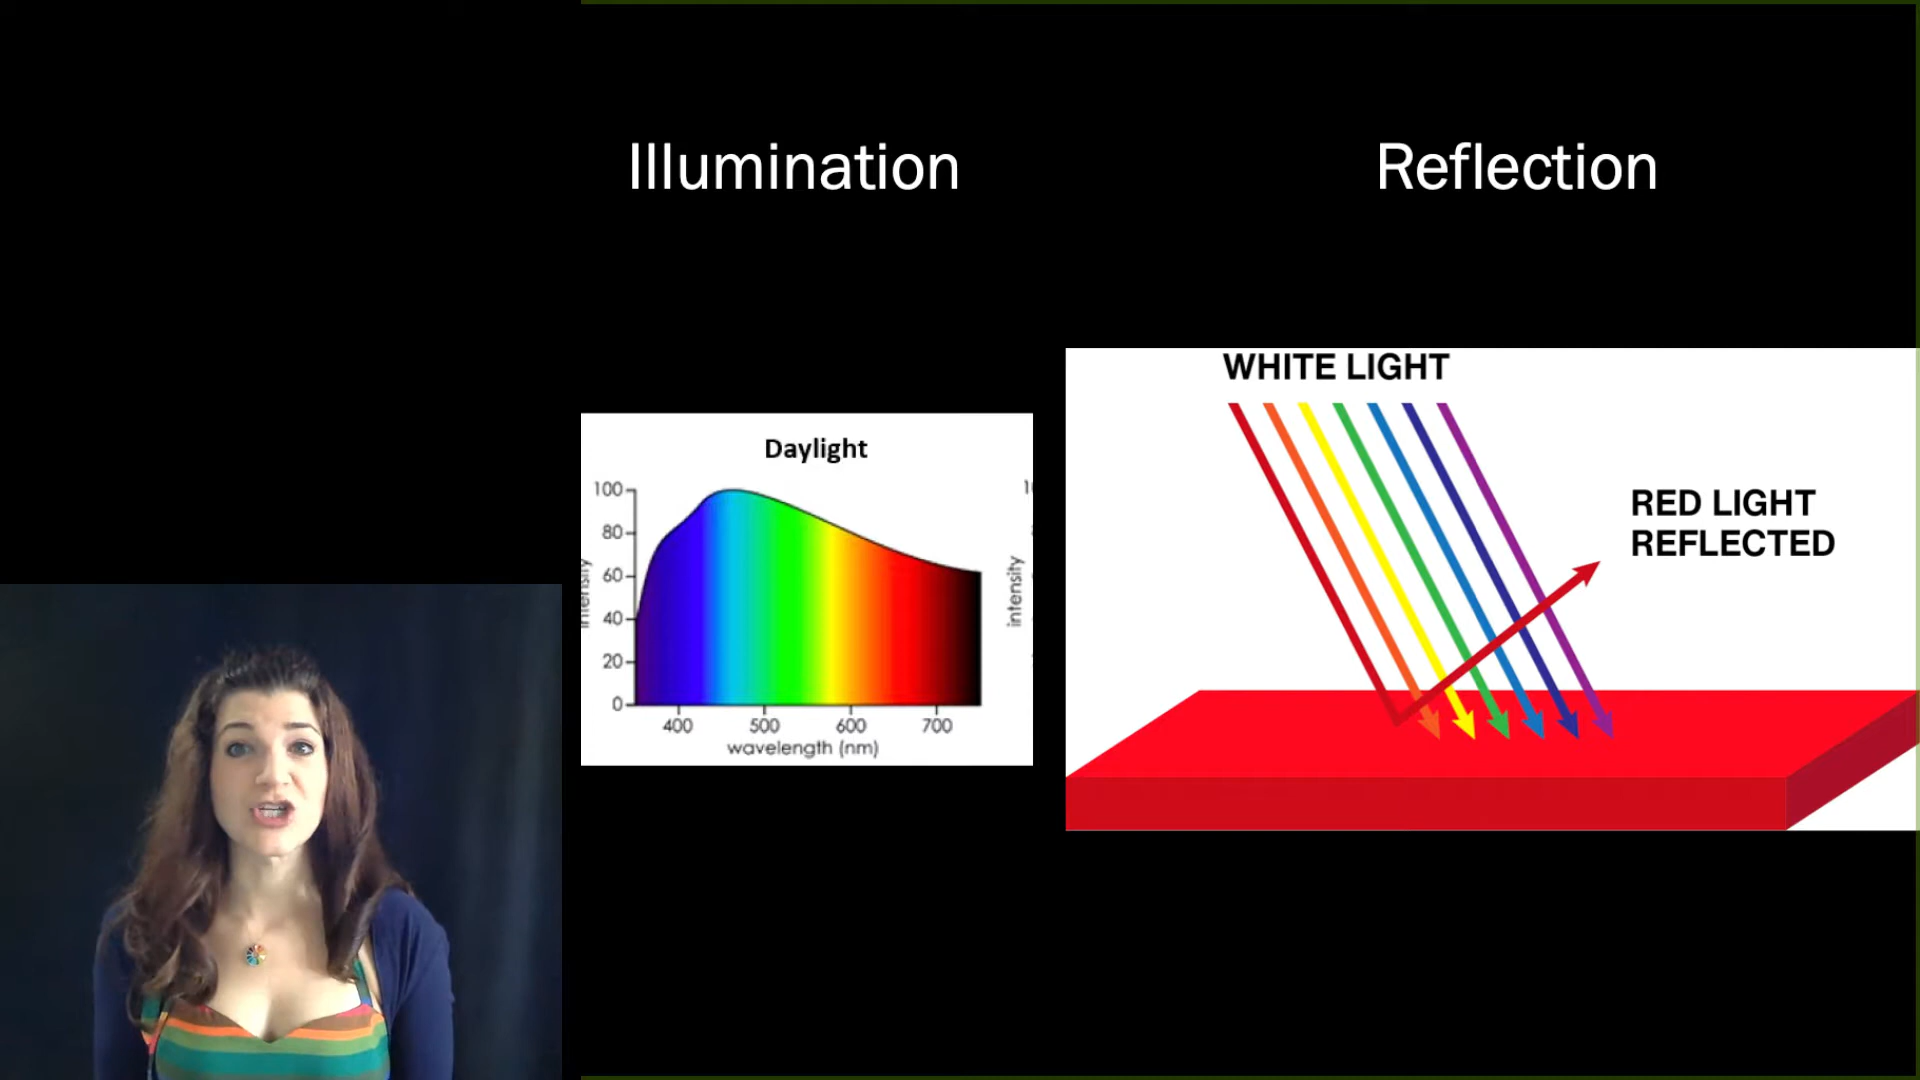 Illumination
Reflection
Daylight
100
80
60
40
20
0
400 500 600 700
wavelength (nm)
intensity
WHITE LIGHT
RED LIGHT
REFLECTED